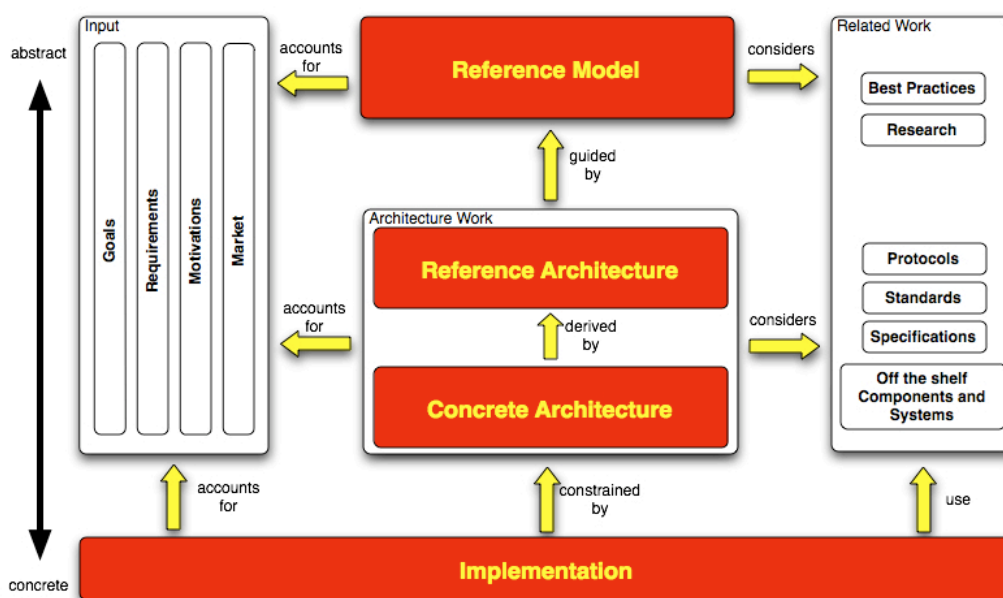 Input
Related Work
abstract
accounts
for
Reference Model
considers
Best Practices
Research
guided
by
Goals
Requirements
Motivations
Market
Architecture Work
Reference Architecture
Protocols
Standards
Specifications
accounts
for
derived
by
considers
Concrete Architecture
Off the shelf
Components and
Systems
accounts
for
constrained
by
use
Implementation
concrete